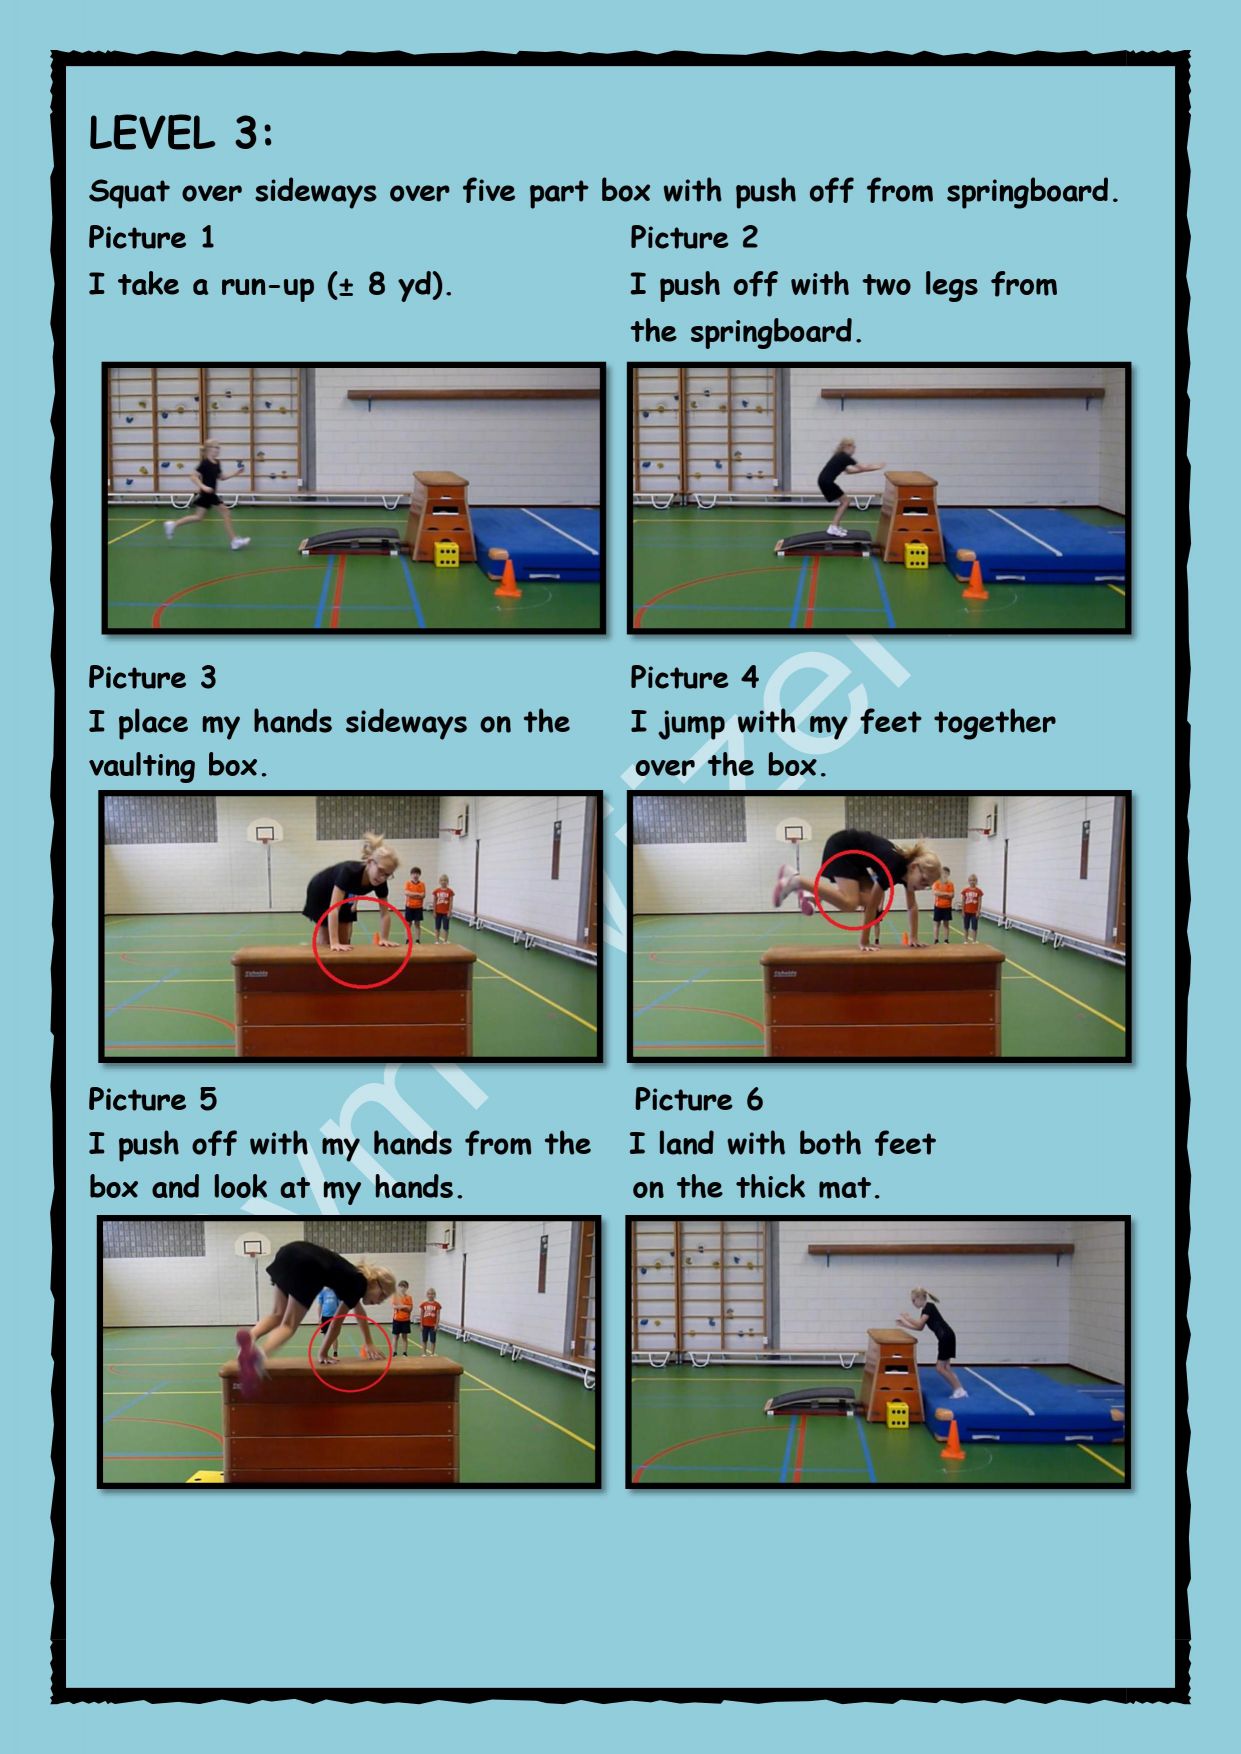 LEVEL 3:
Squat over sideways over five part box with push off from springboard.
Picture 1
I take a run-up (± 8 yd).
Picture 2
I push off with two legs from
the springboard.
Picture 3
I place my hands sideways on the
vaulting box.
Picture 4
I jump with my feet together
over the box.
Picture 5
I push off with my hands from the
box and look at my hands.
Picture 6
I land with both feet
on the thick mat.